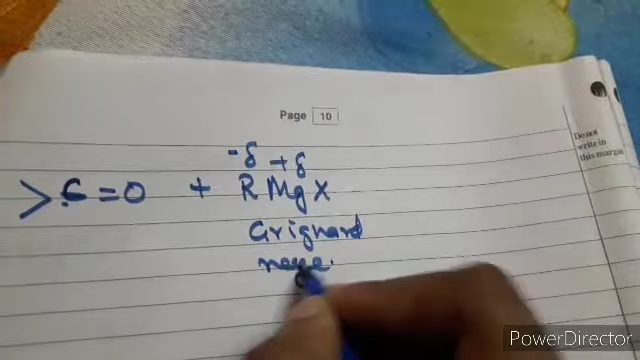 Page 10
Do not
write in
this margin
-δ +δ
>C=O + RMgX
Grignard
PowerDirector